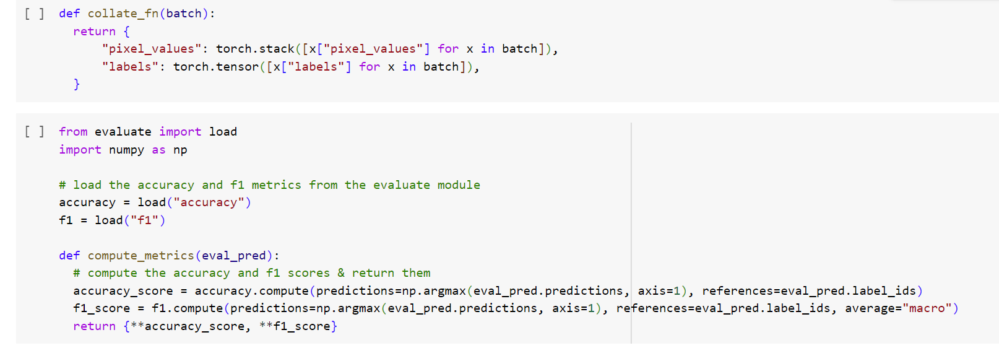 [ ] def collate_fn(batch):
  return {
      "pixel_values": torch.stack([x["pixel_values"] for x in batch]),
      "labels": torch.tensor([x["labels"] for x in batch]),
  }
[ ] from evaluate import load
import numpy as np
# load the accuracy and f1 metrics from the evaluate module
accuracy = load("accuracy")
f1 = load("f1")
def compute_metrics(eval_pred):
  # compute the accuracy and f1 scores & return them
  accuracy_score = accuracy.compute(predictions=np.argmax(eval_pred.predictions, axis=1), references=eval_pred.label_ids)
  f1_score = f1.compute(predictions=np.argmax(eval_pred.predictions, axis=1), references=eval_pred.label_ids, average="macro")
  return {**accuracy_score, **f1_score}